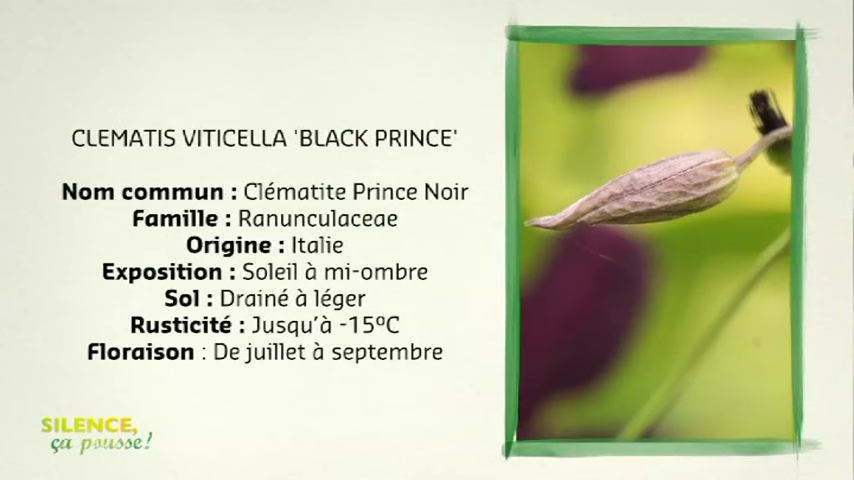 CLEMATIS VITICELLA 'BLACK PRINCE'
Nom commun : Clématite Prince Noir
Famille : Ranunculaceae
Origine : Italie
Exposition : Soleil à mi-ombre
Sol : Drainé à léger
Rusticité : Jusqu'à -15ºC
Floraison : De juillet à septembre
SILENCE,
ça pousse!